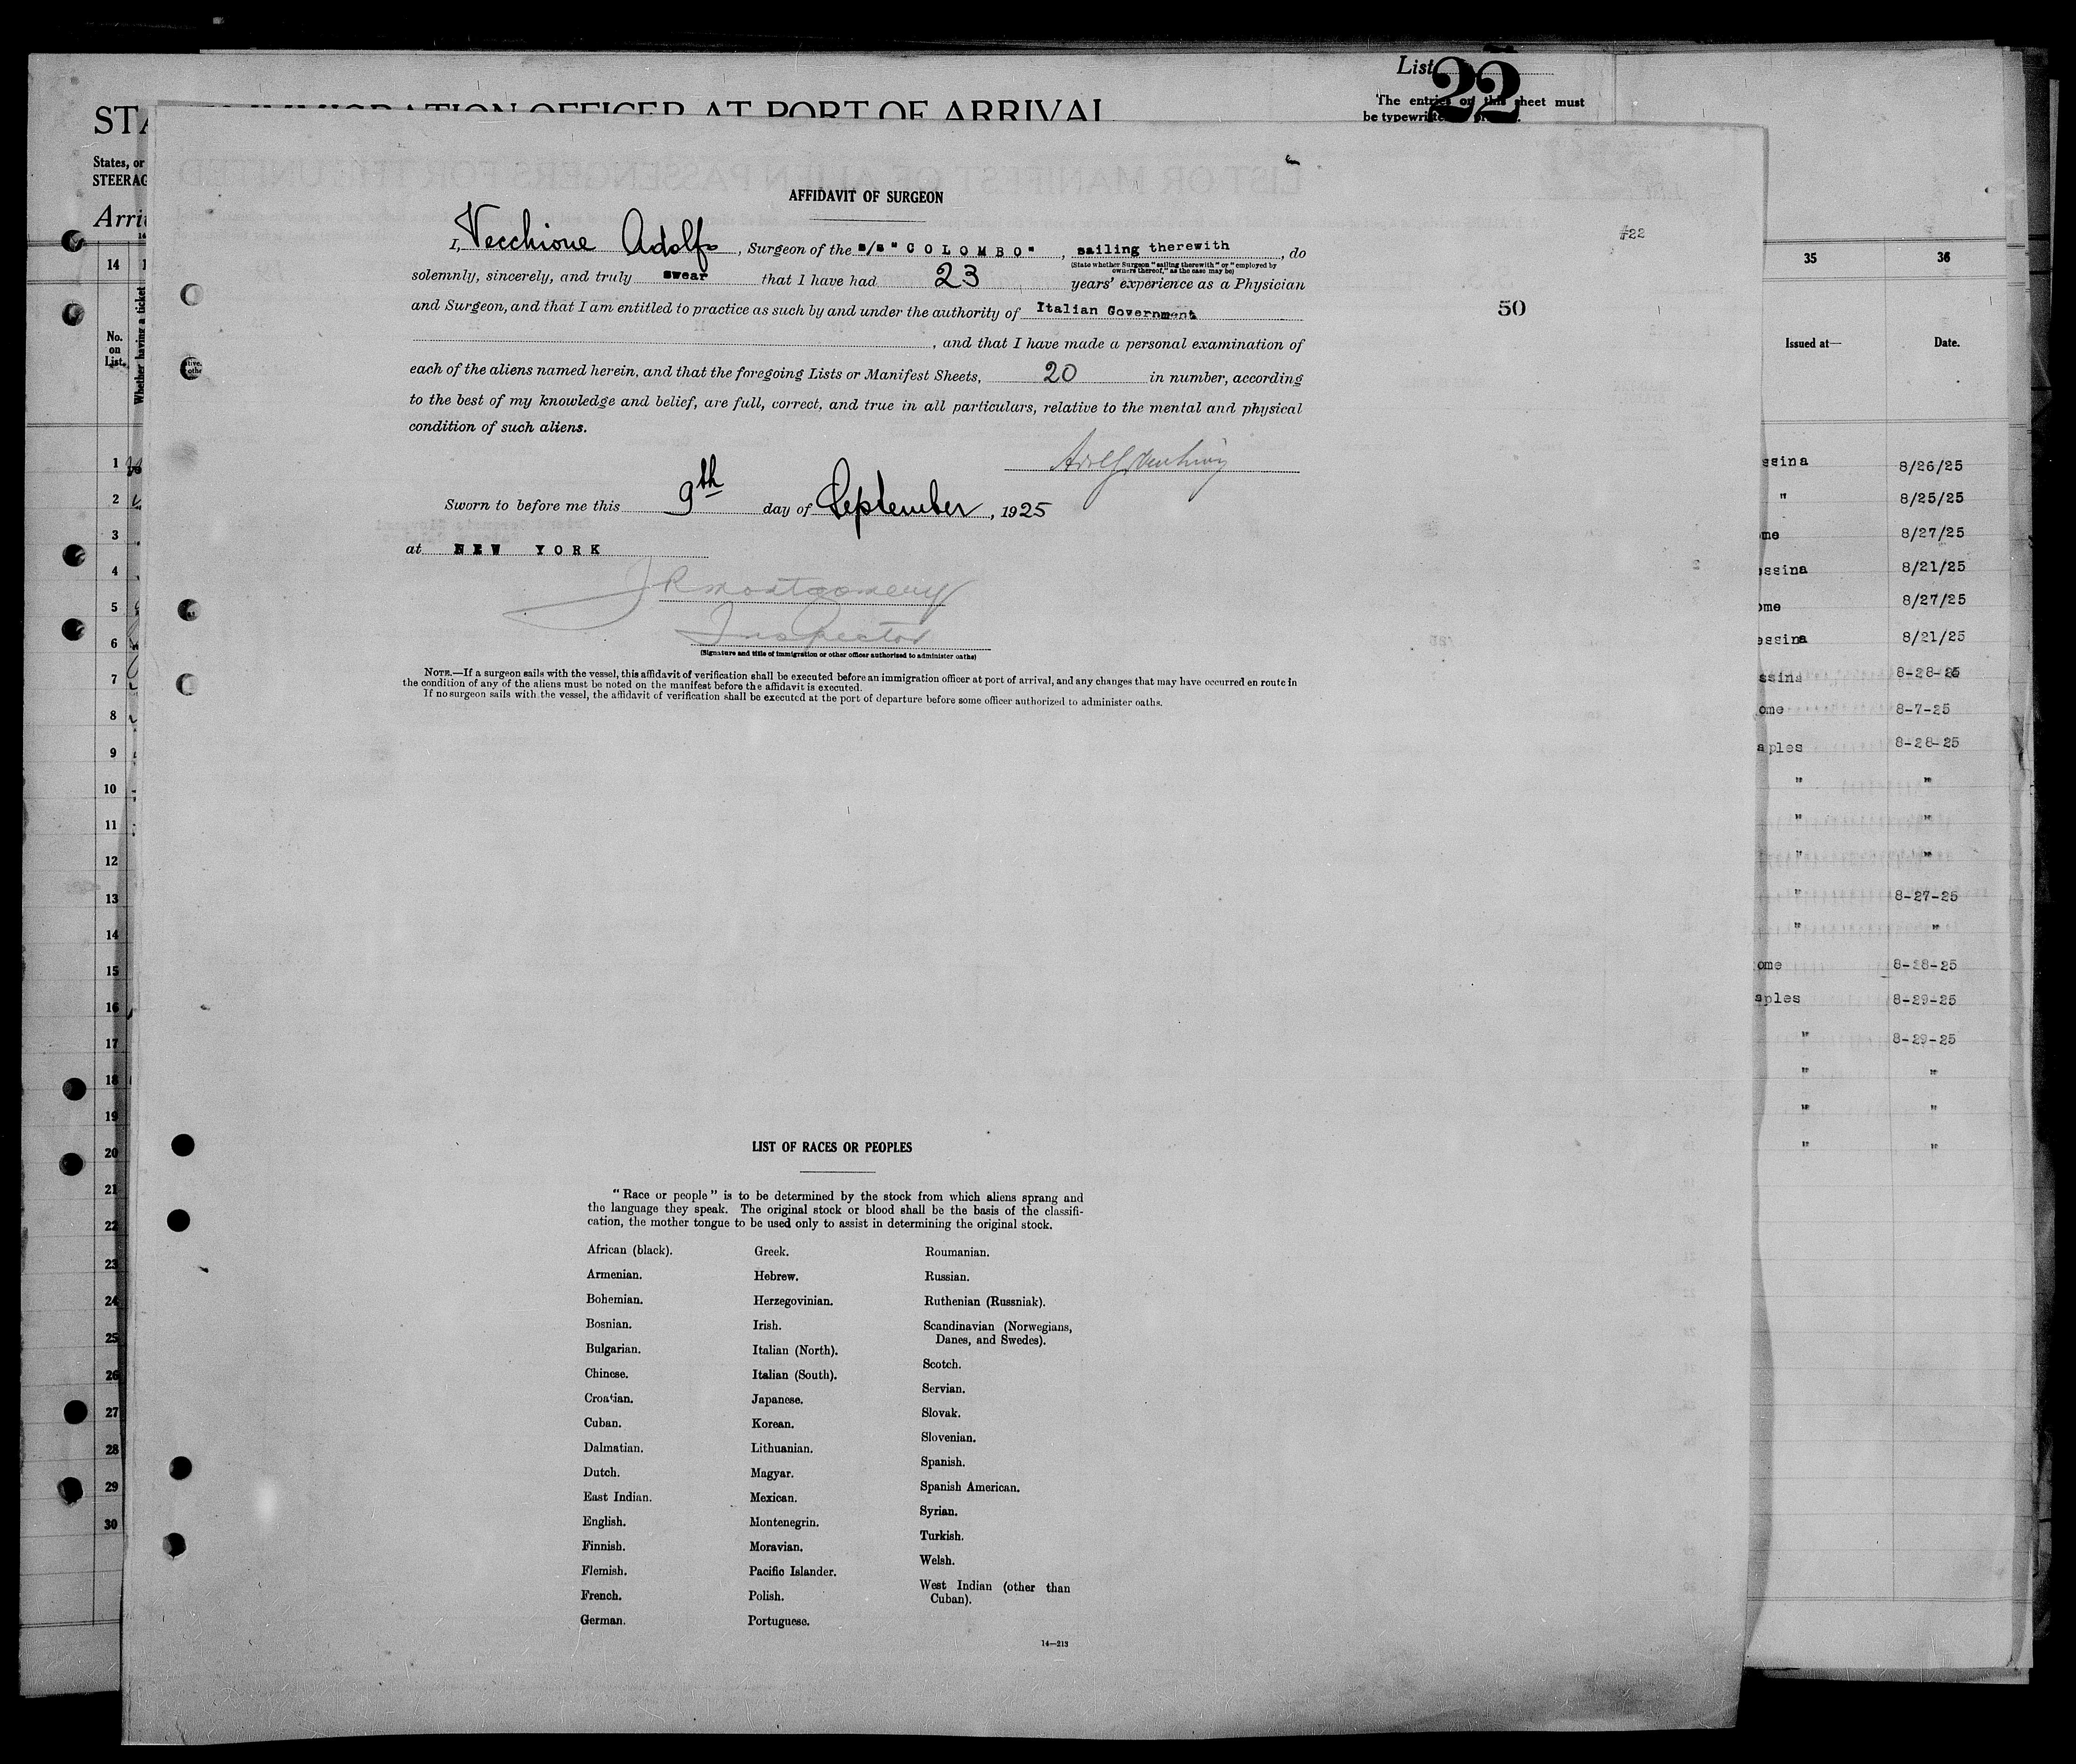 List 22
STA IMMIGRATION OFFICER AT PORT OF ARRIVAL
The entries on this sheet must
be typewritten or
States, or
STEERAG
Arri
AFFIDAVIT OF SURGEON
I, Vecchione Adolfo, Surgeon of the s/s "COLOMBO", sailing therewith, do
(State whether Surgeon "sailing therewith" or "employed by
owners thereof," as the case may be)
solemnly, sincerely, and truly swear that I have had 23 years' experience as a Physician
and Surgeon, and that I am entitled to practice as such by and under the authority of Italian Government
, and that I have made a personal examination of
each of the aliens named herein, and that the foregoing Lists or Manifest Sheets, 20 in number, according
to the best of my knowledge and belief, are full, correct, and true in all particulars, relative to the mental and physical
condition of such aliens.
Sworn to before me this 9th day of September, 1925
at NEW YORK
J R Montgomery
Inspector
(Signature and title of immigration or other officer authorized to administer oaths)
NOTE.—If a surgeon sails with the vessel, this affidavit of verification shall be executed before an immigration officer at port of arrival, and any changes that may have occurred en route in
the condition of any of the aliens must be noted on the manifest before the affidavit is executed.
If no surgeon sails with the vessel, the affidavit of verification shall be executed at the port of departure before some officer authorized to administer oaths.
#22
50
LIST OF RACES OR PEOPLES
"Race or people" is to be determined by the stock from which aliens sprang and
the language they speak. The original stock or blood shall be the basis of the classifi-
cation, the mother tongue to be used only to assist in determining the original stock.
African (black).
Armenian.
Bohemian.
Bosnian.
Bulgarian.
Chinese.
Croatian.
Cuban.
Dalmatian.
Dutch.
East Indian.
English.
Finnish.
Flemish.
French.
German.
Greek.
Hebrew.
Herzegovinian.
Irish.
Italian (North).
Italian (South).
Japanese.
Korean.
Lithuanian.
Magyar.
Mexican.
Montenegrin.
Moravian.
Pacific Islander.
Polish.
Portuguese.
Roumanian.
Russian.
Ruthenian (Russniak).
Scandinavian (Norwegians,
Danes, and Swedes).
Scotch.
Servian.
Slovak.
Slovenian.
Spanish.
Spanish American.
Syrian.
Turkish.
Welsh.
West Indian (other than
Cuban).
14—213
14
No.
on
List.
Whether having a ticket
1
2
3
4
5
6
7
8
9
10
11
12
13
14
15
16
17
18
19
20
21
22
23
24
25
26
27
28
29
30
35 36
Issued at— Date.
ssina 8/26/25
" 8/25/25
me 8/27/25
ssina 8/21/25
ome 8/27/25
essina 8/21/25
ssina 8-28-25
ome 8-7-25
aples 8-28-25
" "
" "
" "
" 8-27-25
" "
ome 8-28-25
aples 8-29-25
" 8-29-25
" "
" "
" "